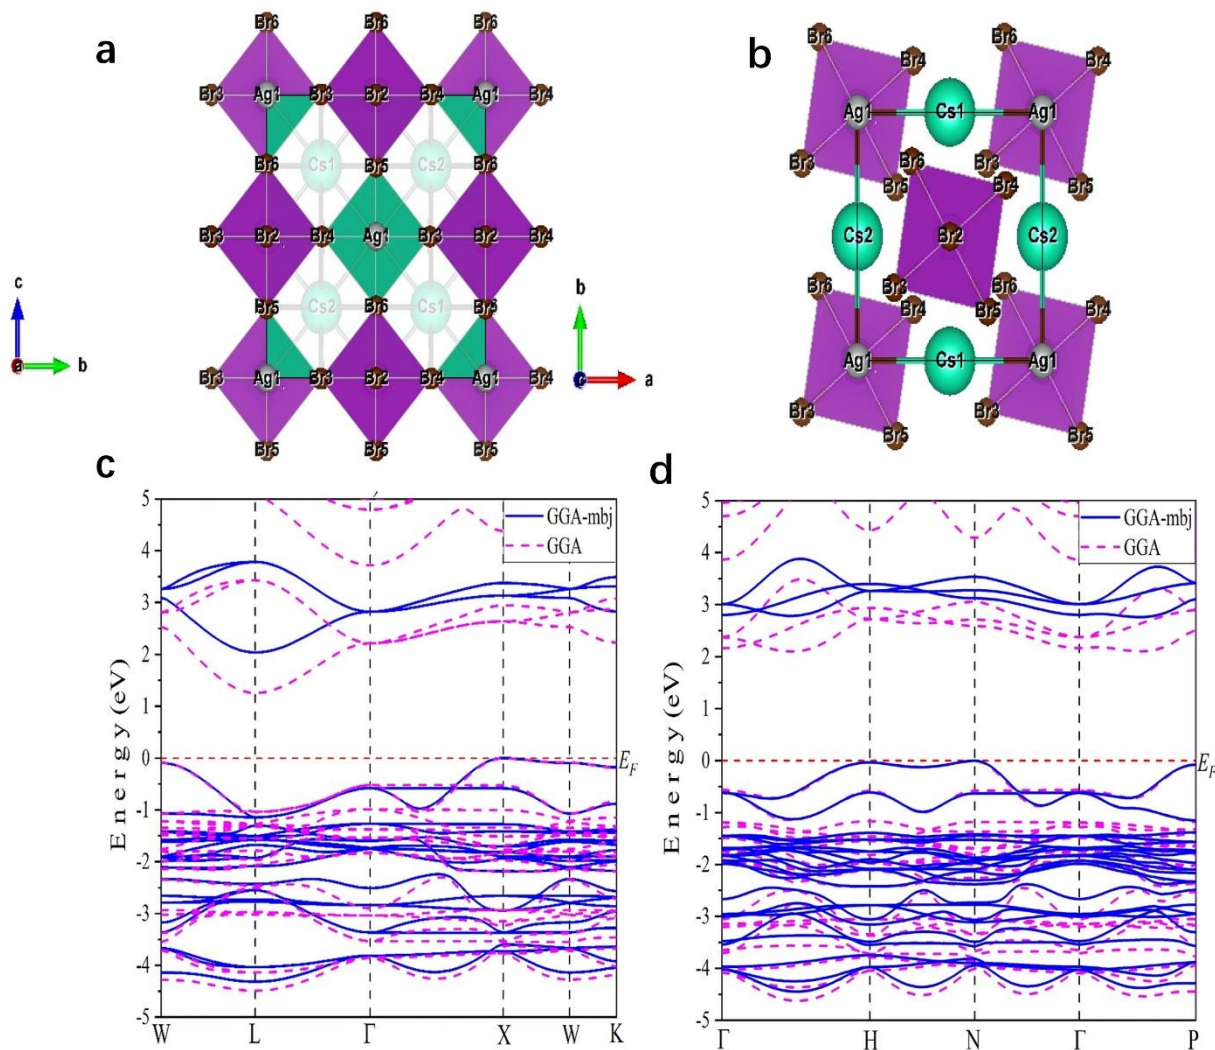 a
Br6 Br6 Br6
Br3 Ag1 Br3 Br2 Br4 Ag1 Br4
Br6 Cs1 Br5 Cs2 Br6
Br3 Br2 Br4 Ag1 Br3 Br2 Br4
Br5 Cs2 Br6 Cs1 Br5
Br3 Ag1 Br3 Br2 Br4 Ag1 Br4
Br5 Br5 Br5
c
a b
b
Br6 Br4 Br6 Br4
Ag1 Cs1 Ag1
Br3 Br5 Br6 Br3 Br5
Br4
Cs2 Br2 Cs2
Br6 Br3 Br5 Br6
Br4 Br4
Ag1 Cs1 Ag1
Br3 Br5 Br3 Br5
b
c a
c
GGA-mbj
GGA
Energy (eV)
5
4
3
2
1
0
-1
-2
-3
-4
-5
E_F
W L Γ X W K
d
GGA-mbj
GGA
Energy (eV)
5
4
3
2
1
0
-1
-2
-3
-4
-5
E_F
Γ H N Γ P